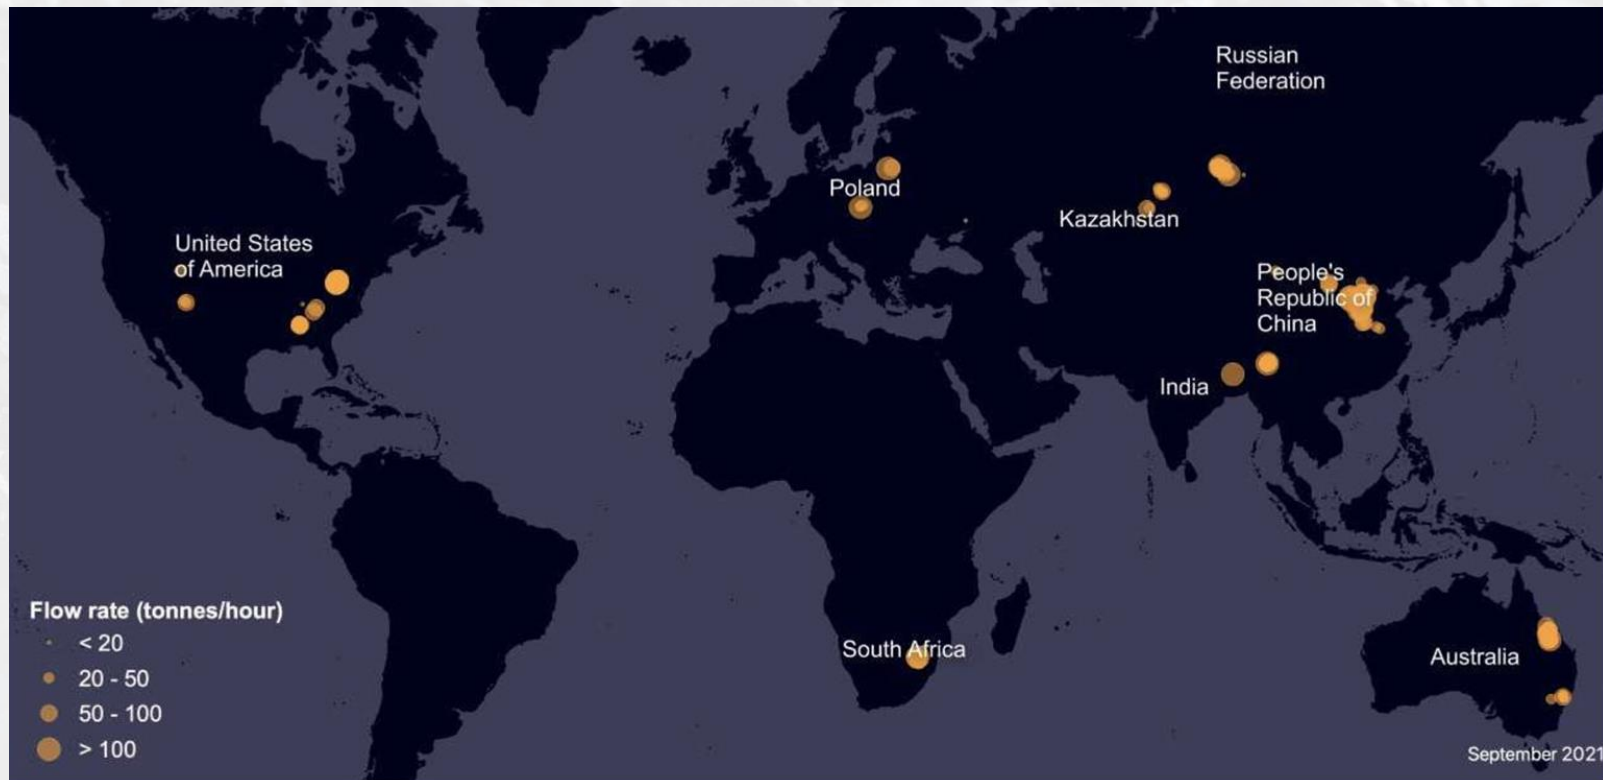 Russian
Federation
Poland
Kazakhstan
United States
of America
People's
Republic of
China
India
South Africa
Australia
Flow rate (tonnes/hour)
< 20
20 - 50
50 - 100
> 100
September 2021